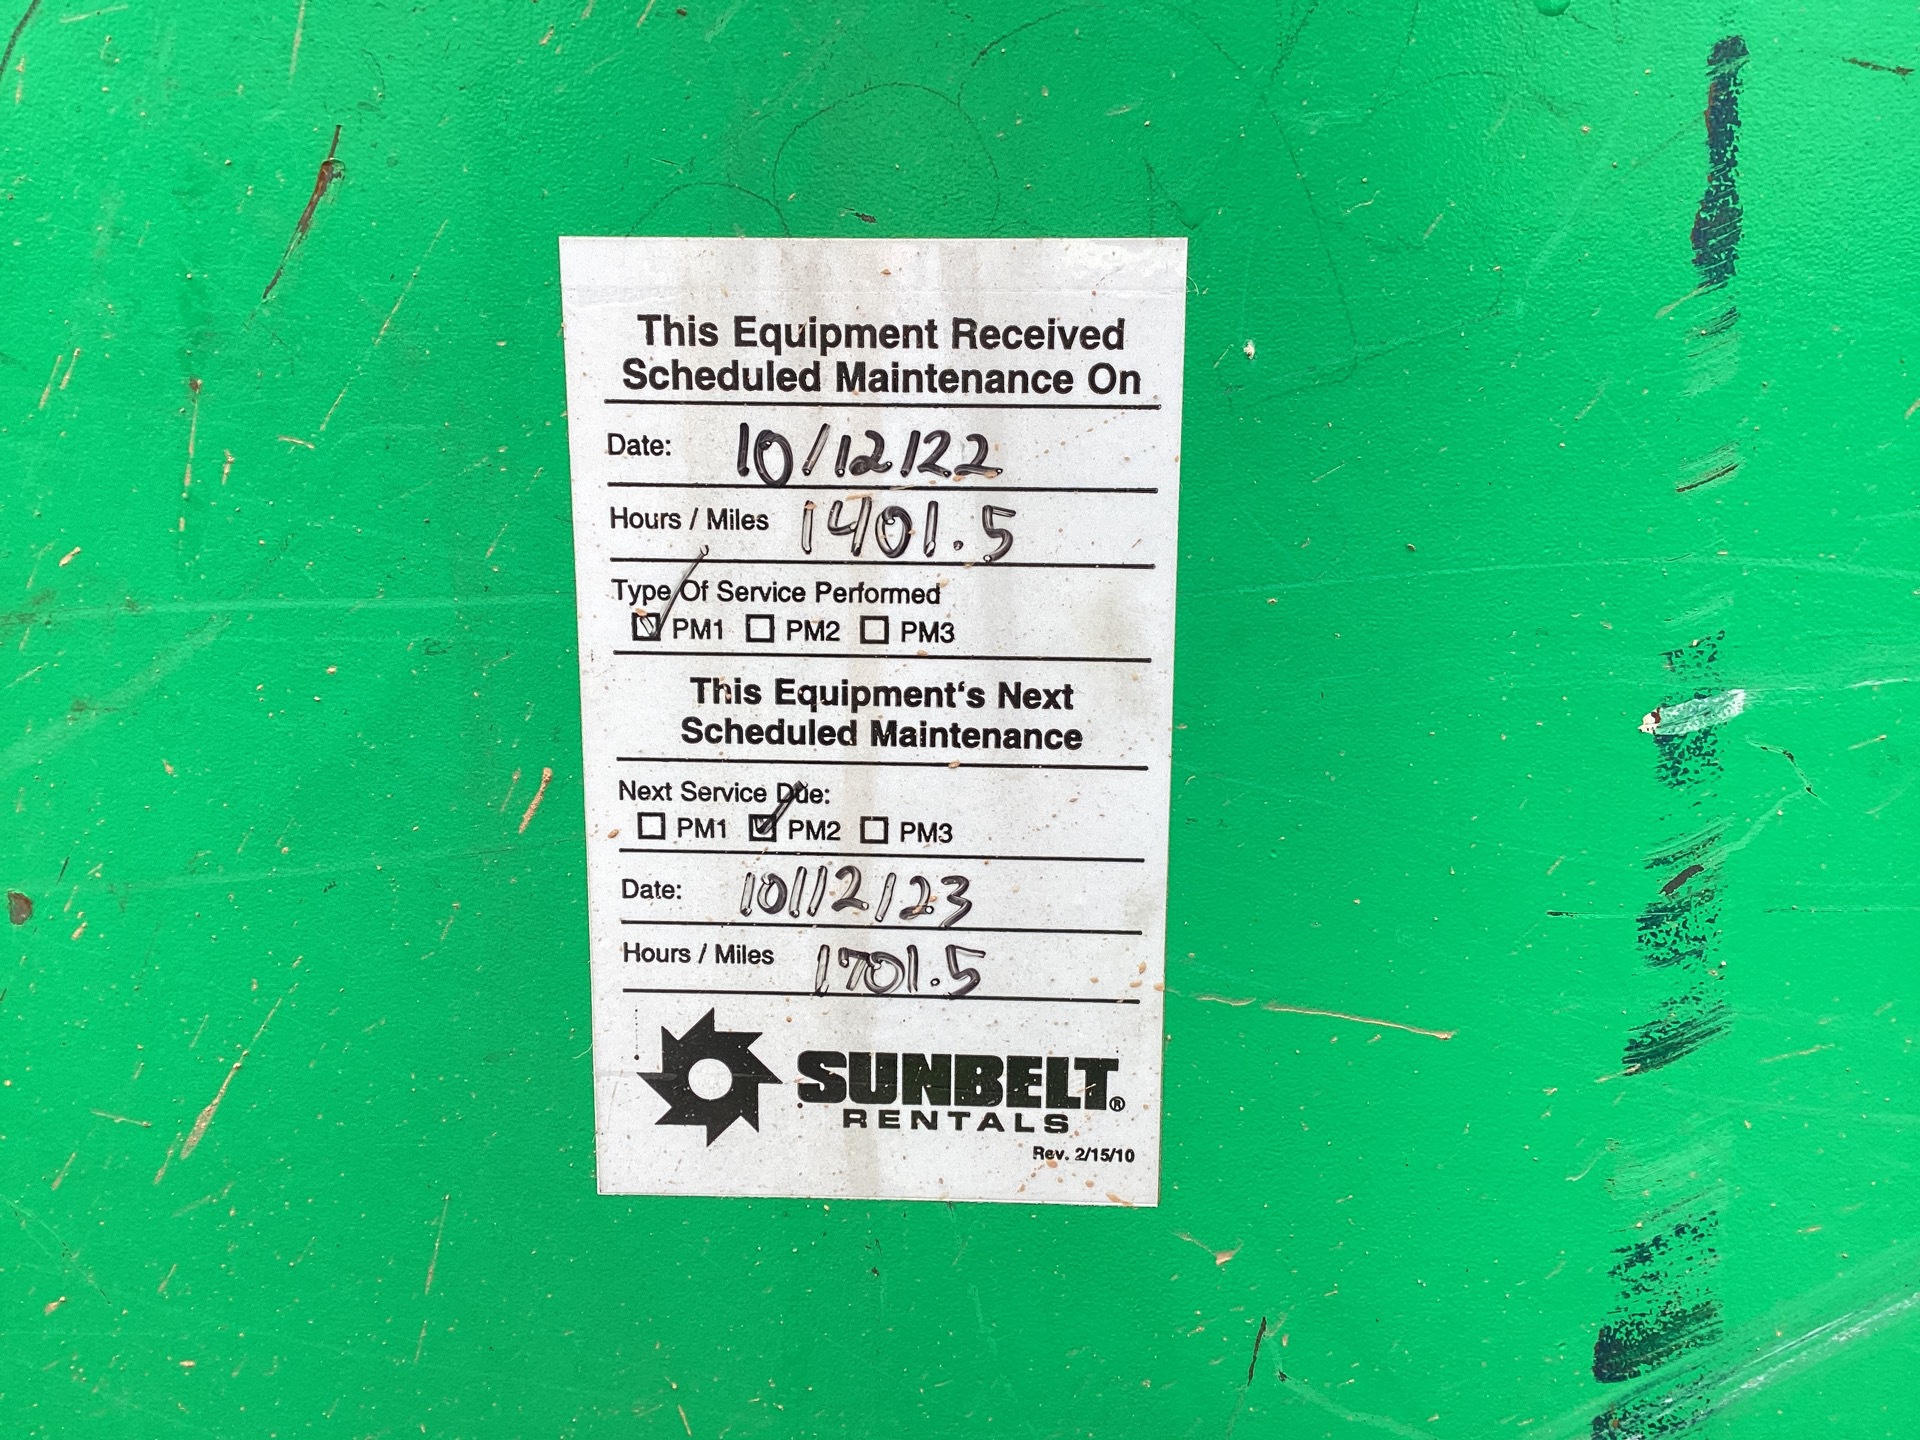 This Equipment Received
Scheduled Maintenance On
Date: 10/12/22
Hours / Miles 1401.5
Type Of Service Performed
☑ PM1 ☐ PM2 ☐ PM3
This Equipment's Next
Scheduled Maintenance
Next Service Due:
☐ PM1 ☑ PM2 ☐ PM3
Date: 10/12/23
Hours / Miles 1701.5
SUNBELT®
RENTALS
Rev. 2/15/10